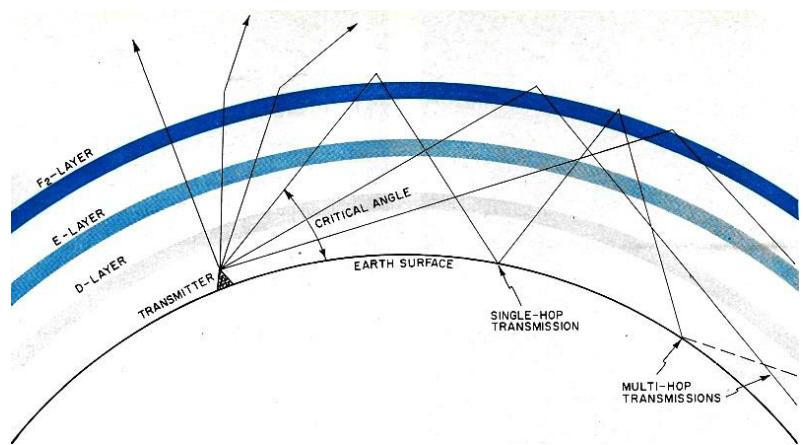 F2-LAYER
E-LAYER
D-LAYER
TRANSMITTER
CRITICAL ANGLE
EARTH SURFACE
SINGLE-HOP
TRANSMISSION
MULTI-HOP
TRANSMISSIONS